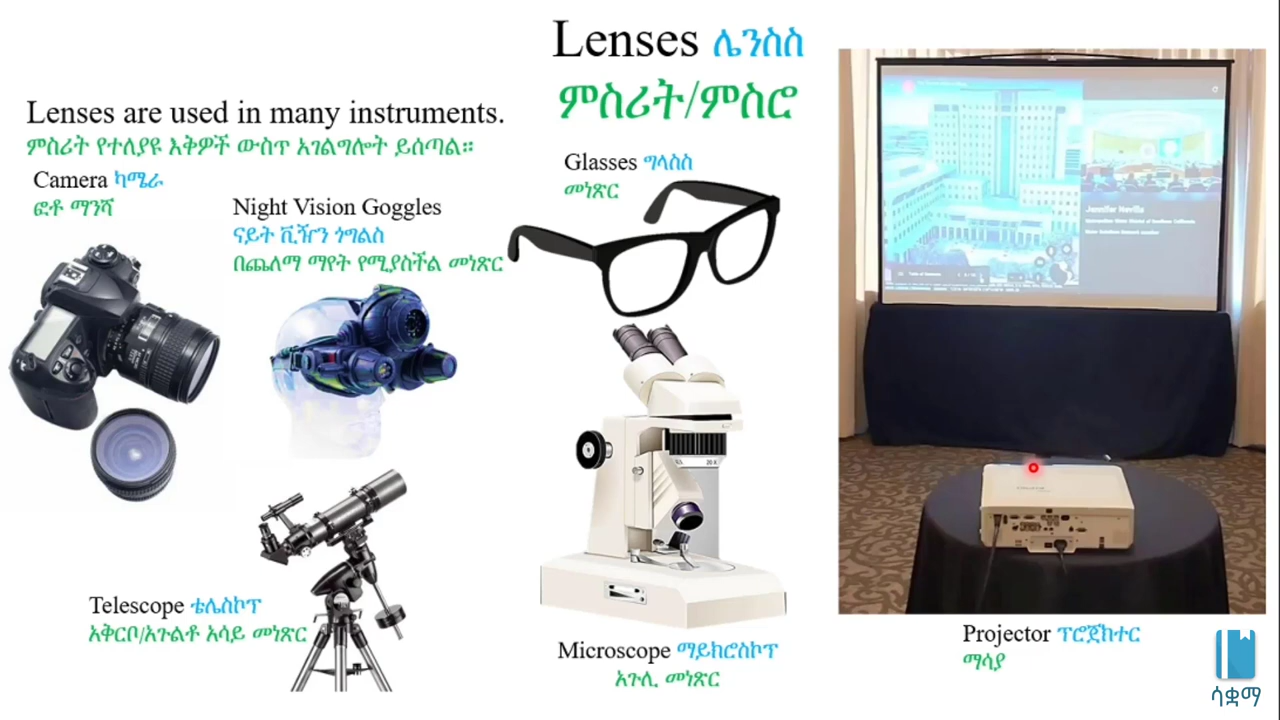 Lenses ሌንስስ
ምስሪት/ምስሮ
Lenses are used in many instruments.
ምስሪት የተለያዩ እቅዎች ውስጥ አገልግሎት ይሰጣል።
Camera ካሜራ
ፎቶ ማንሻ
Night Vision Goggles
ናይት ቪዥን ጎግልስ
በጨለማ ማየት የሚያስችል መነጽር
Glasses ግላስስ
መነጽር
Telescope ቴሌስኮፕ
አቅርቦ/አጉልቶ አሳይ መነጽር
Microscope ማይክሮስኮፕ
አጉሊ መነጽር
Jennifer Nevills
Projector ፕሮጀክተር
ማሳያ
ሳቋማ